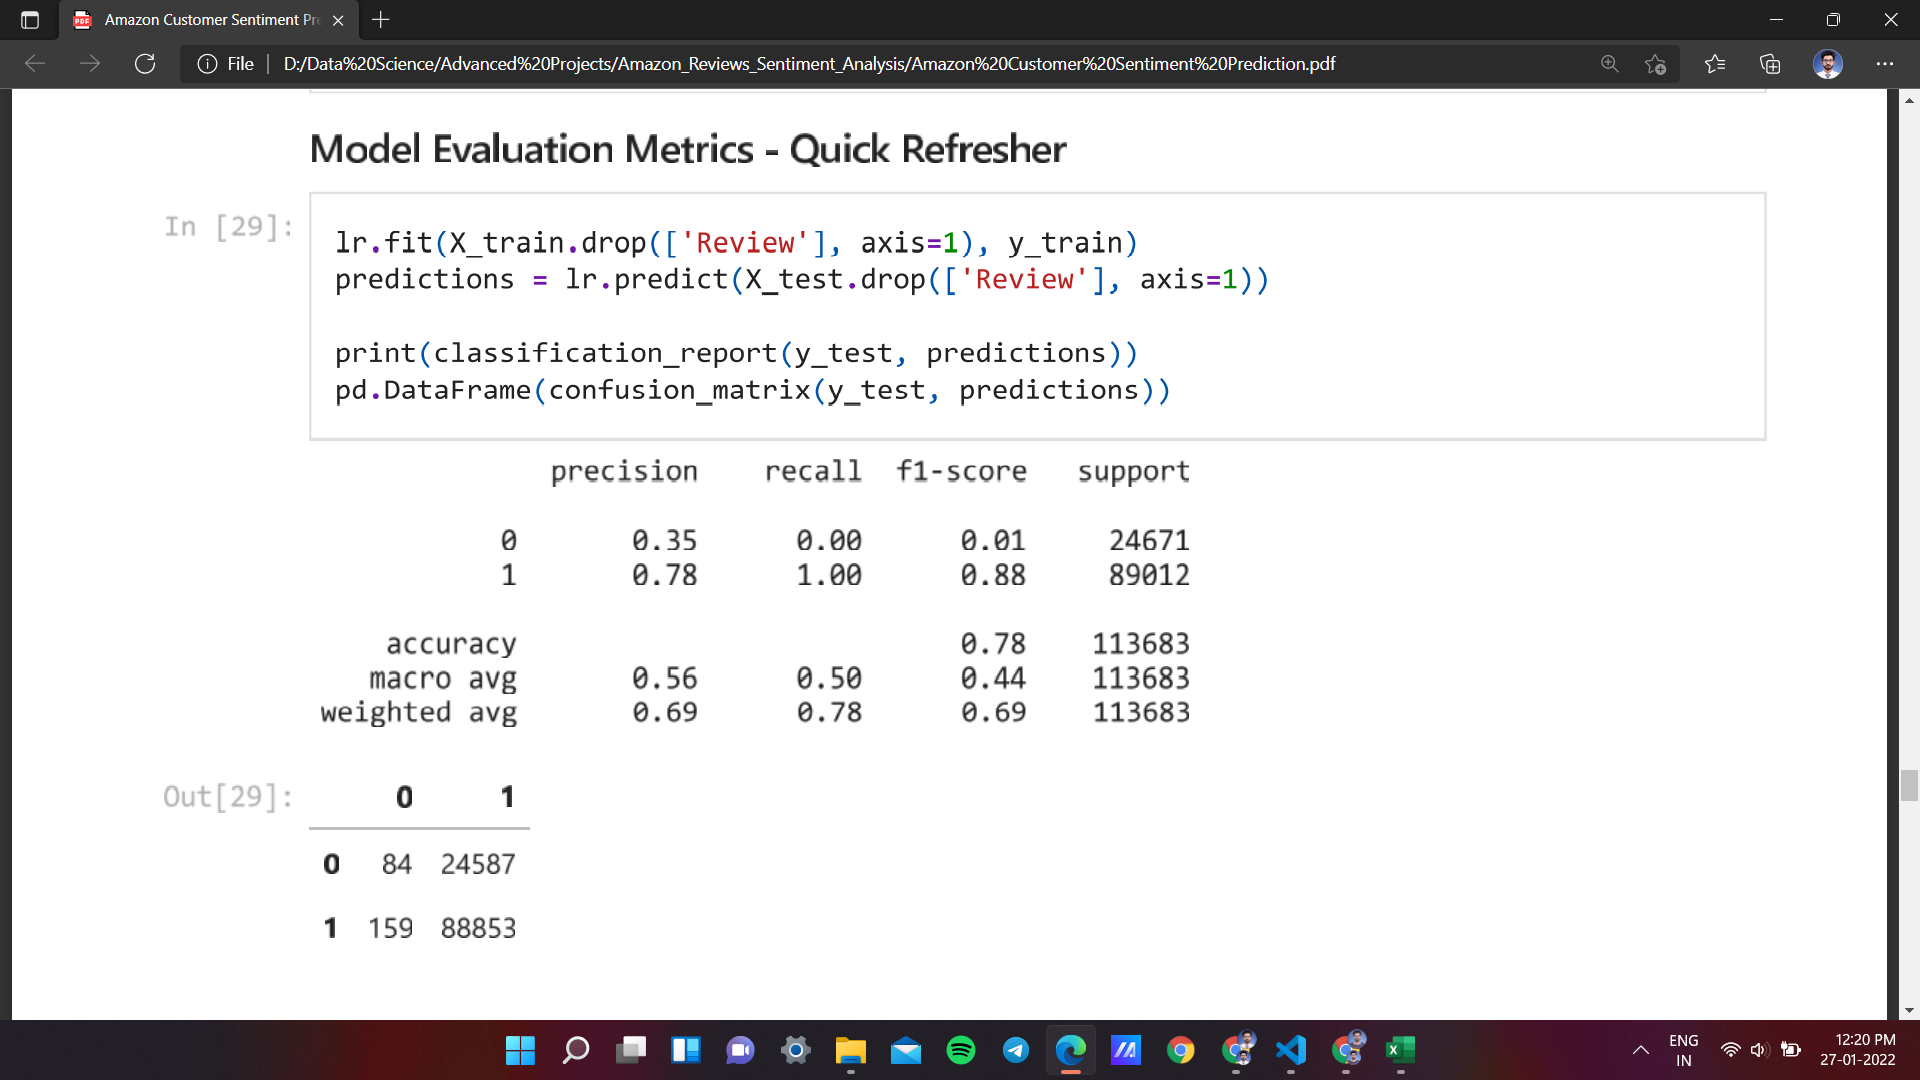 Amazon Customer Sentiment Pre
File
D:/Data%20Science/Advanced%20Projects/Amazon_Reviews_Sentiment_Analysis/Amazon%20Customer%20Sentiment%20Prediction.pdf
Model Evaluation Metrics - Quick Refresher
In [29]:
lr.fit(X_train.drop(['Review'], axis=1), y_train)
predictions = lr.predict(X_test.drop(['Review'], axis=1))
print(classification_report(y_test, predictions))
pd.DataFrame(confusion_matrix(y_test, predictions))
precision recall f1-score support
0 0.35 0.00 0.01 24671
1 0.78 1.00 0.88 89012
accuracy 0.78 113683
macro avg 0.56 0.50 0.44 113683
weighted avg 0.69 0.78 0.69 113683
Out[29]:
0 1
0 84 24587
1 159 88853
ENG
IN
12:20 PM
27-01-2022